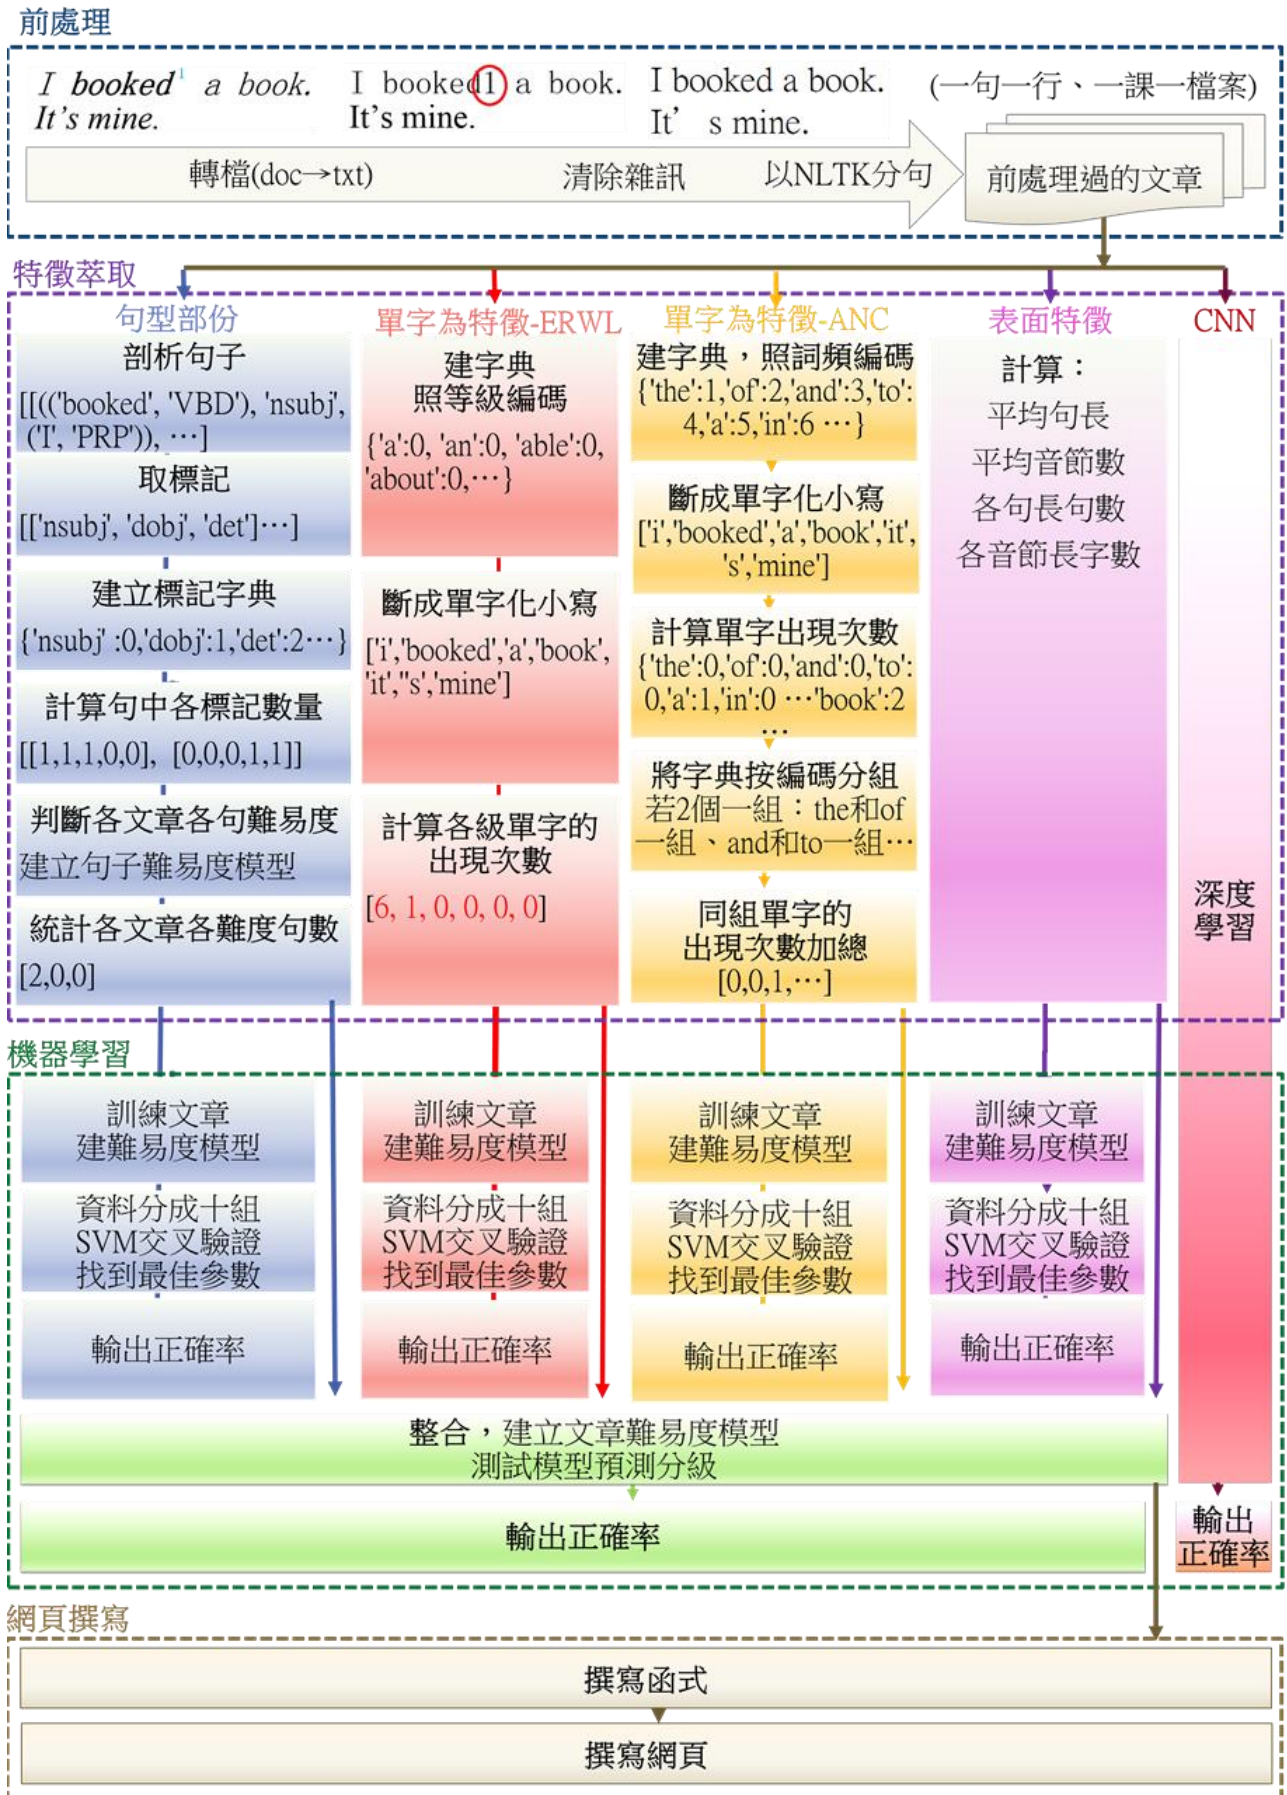 前處理
I booked1 a book.
It's mine.
I booked1 a book.
It's mine.
I booked a book.
It' s mine.
(一句一行、一課一檔案)
轉檔(doc→txt)
清除雜訊
以NLTK分句
前處理過的文章
特徵萃取
句型部份
剖析句子
[[(('booked', 'VBD'), 'nsubj',
('I', 'PRP')), …]
取標記
[['nsubj', 'dobj', 'det']…]
建立標記字典
{'nsubj' :0,'dobj':1,'det':2…}
計算句中各標記數量
[[1,1,1,0,0], [0,0,0,1,1]]
判斷各文章各句難易度
建立句子難易度模型
統計各文章各難度句數
[2,0,0]
單字為特徵-ERWL
建字典
照等級編碼
{'a':0, 'an':0, 'able':0,
'about':0,…}
斷成單字化小寫
['i','booked','a','book',
'it',''s','mine']
計算各級單字的
出現次數
[6, 1, 0, 0, 0, 0]
單字為特徵-ANC
建字典，照詞頻編碼
{'the':1,'of':2,'and':3,'to':
4,'a':5,'in':6 …}
斷成單字化小寫
['i','booked','a','book','it',
's','mine']
計算單字出現次數
{'the':0,'of':0,'and':0,'to':
0,'a':1,'in':0 …'book':2
…
將字典按編碼分組
若2個一組：the和of
一組、and和to一組…
同組單字的
出現次數加總
[0,0,1,…]
表面特徵
計算：
平均句長
平均音節數
各句長句數
各音節長字數
CNN
深度
學習
機器學習
訓練文章
建難易度模型
資料分成十組
SVM交叉驗證
找到最佳參數
輸出正確率
訓練文章
建難易度模型
資料分成十組
SVM交叉驗證
找到最佳參數
輸出正確率
訓練文章
建難易度模型
資料分成十組
SVM交叉驗證
找到最佳參數
輸出正確率
訓練文章
建難易度模型
資料分成十組
SVM交叉驗證
找到最佳參數
輸出正確率
整合，建立文章難易度模型
測試模型預測分級
輸出正確率
輸出
正確率
網頁撰寫
撰寫函式
撰寫網頁